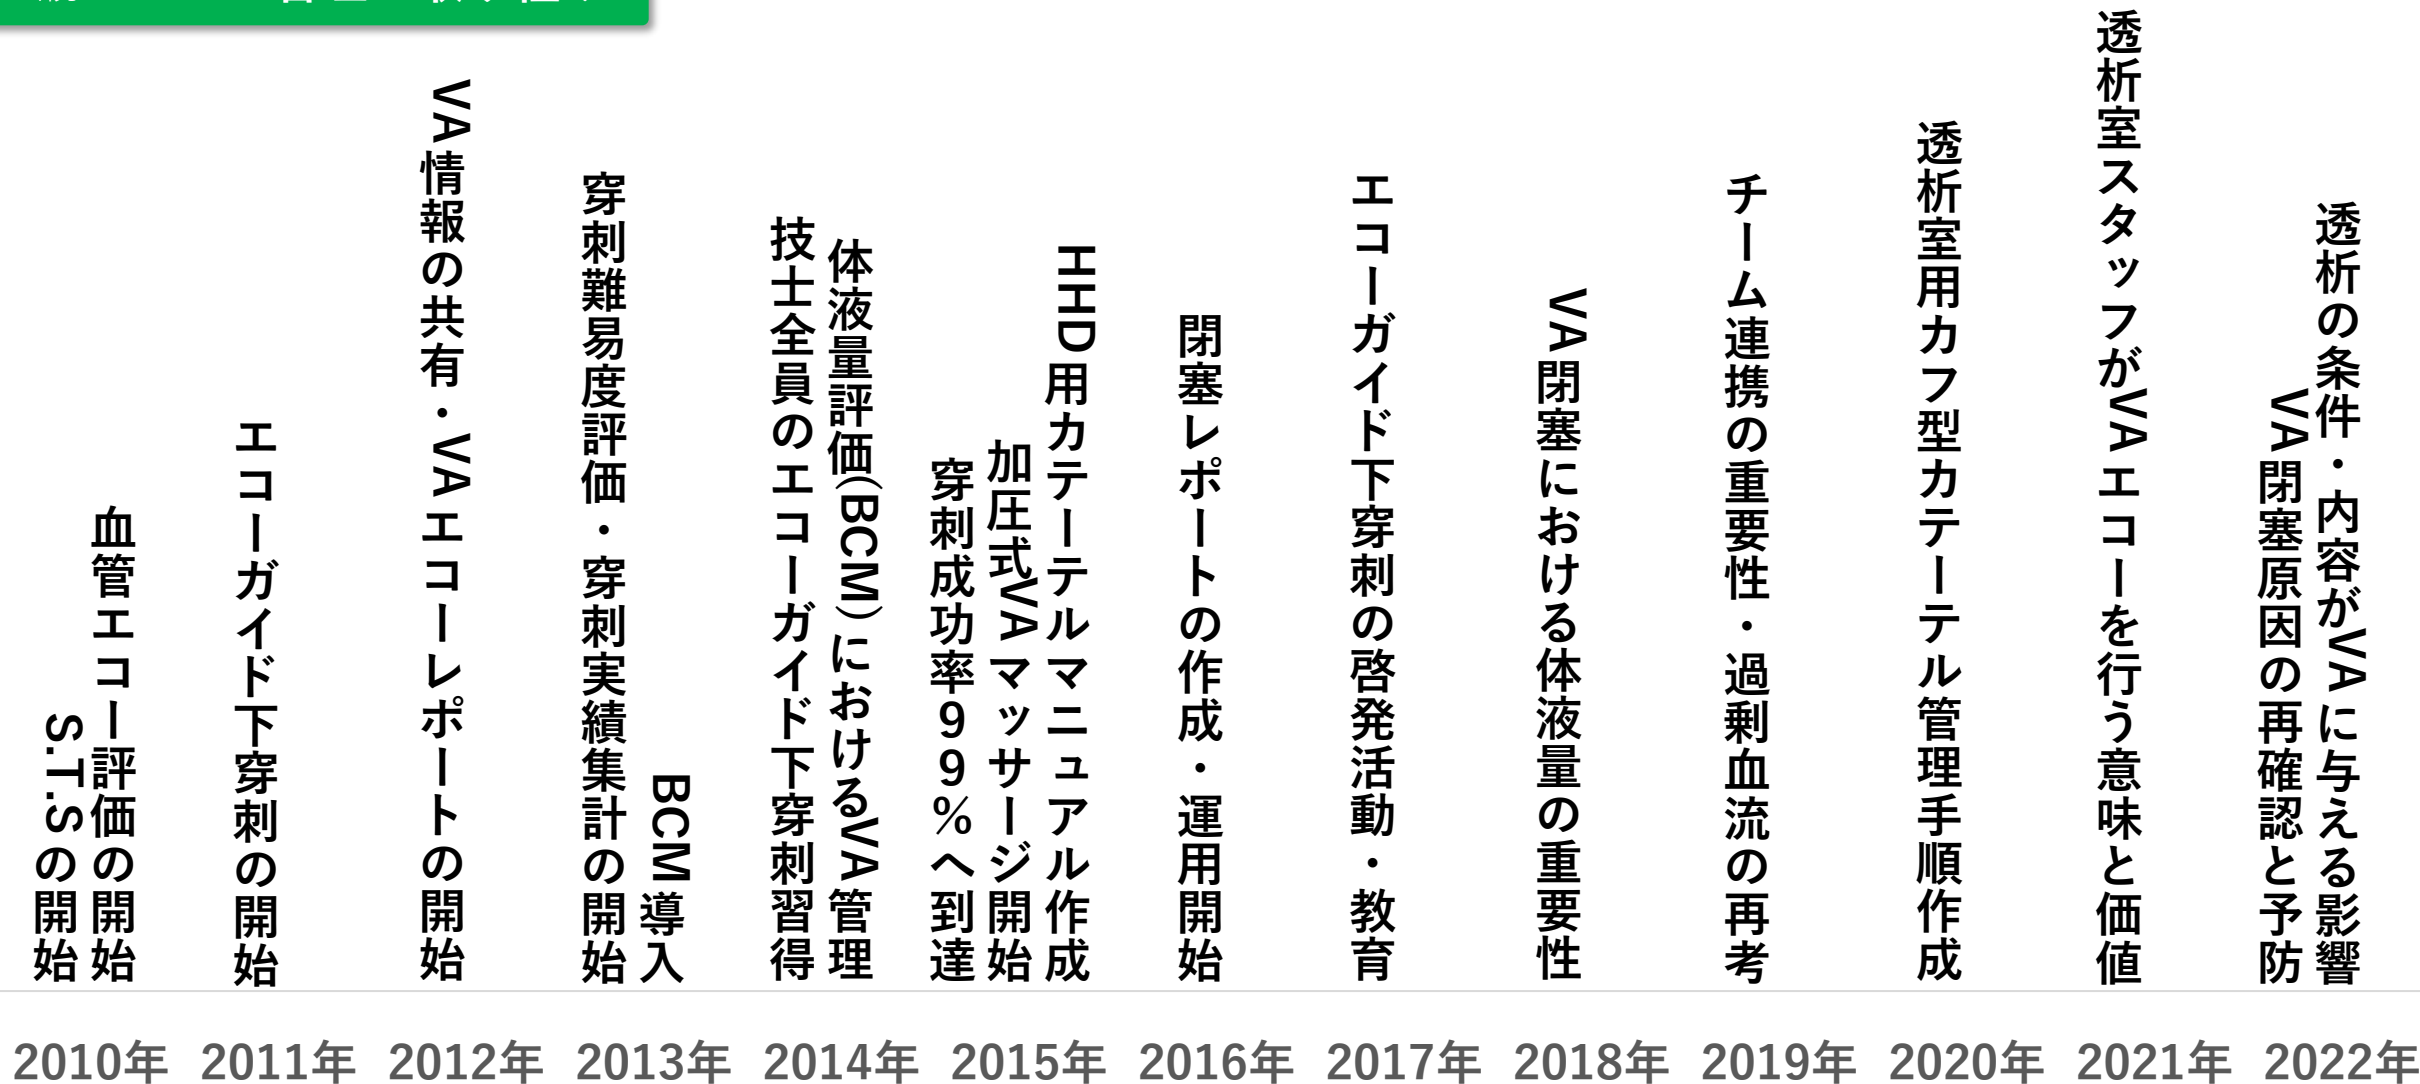 血管エコー評価の開始
S.T.Sの開始
エコーガイド下穿刺の開始
VA情報の共有・VAエコーレポートの開始
BCM導入
穿刺難易度評価・穿刺実績集計の開始
体液量評価(BCM)におけるVA管理
技士全員のエコーガイド下穿刺習得
HHD用カテーテルマニュアル作成
加圧式VAマッサージ開始
穿刺成功率99%へ到達
閉塞レポートの作成・運用開始
エコーガイド下穿刺の啓発活動・教育
VA閉塞における体液量の重要性
チーム連携の重要性・過剰血流の再考
透析室用カフ型カテーテル管理手順作成
透析室スタッフがVAエコーを行う意味と価値
透析の条件・内容がVAに与える影響
VA閉塞原因の再確認と予防
2010年 2011年 2012年 2013年 2014年 2015年 2016年 2017年 2018年 2019年 2020年 2021年 2022年